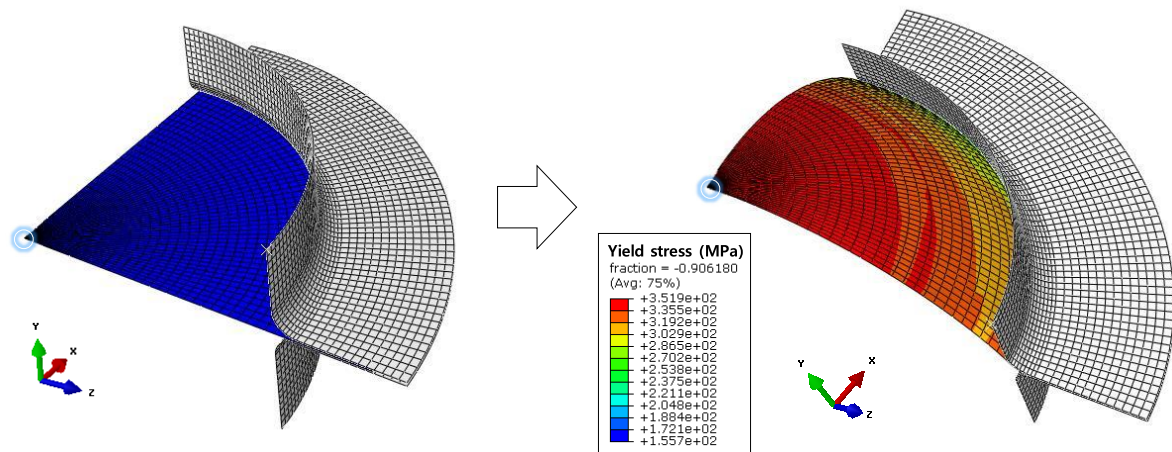 Y
X
Z
Yield stress (MPa)
fraction = -0.906180
(Avg: 75%)
+3.519e+02
+3.355e+02
+3.192e+02
+3.029e+02
+2.865e+02
+2.702e+02
+2.538e+02
+2.375e+02
+2.211e+02
+2.048e+02
+1.884e+02
+1.721e+02
+1.557e+02
Y
X
Z